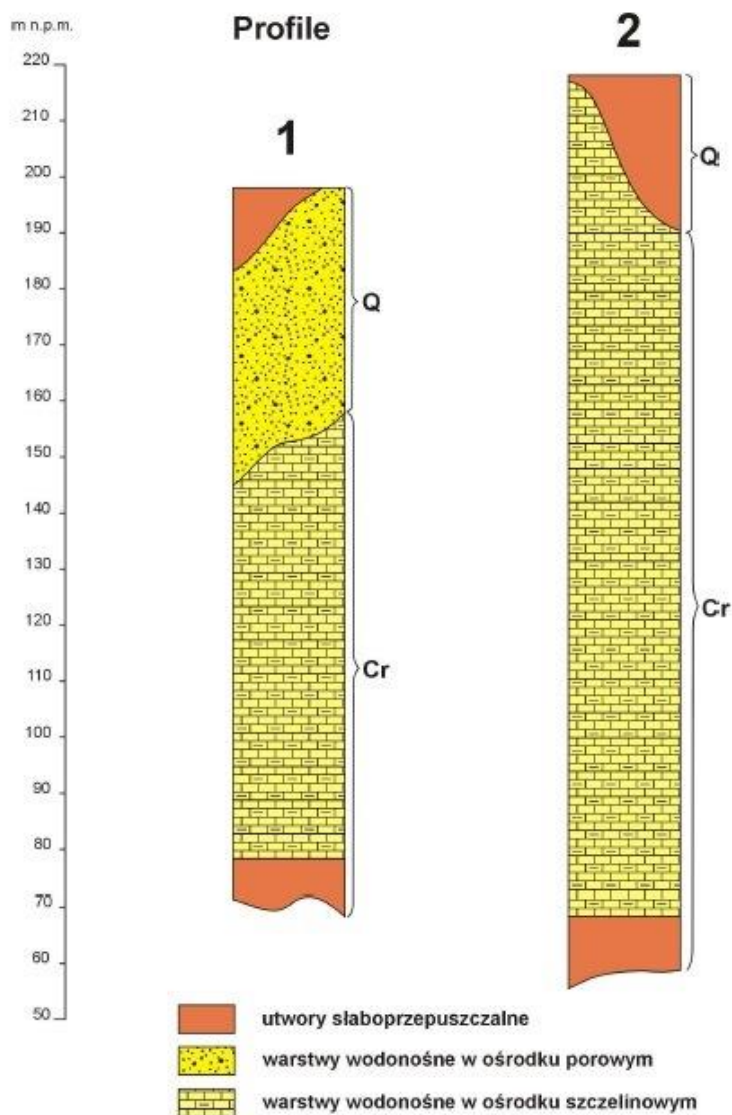 m n.p.m.
Profile
1
2
220
210
200
190
180
170
160
150
140
130
120
110
100
90
80
70
60
50
Q
Cr
Q
Cr
utwory słaboprzepuszczalne
warstwy wodonośne w ośrodku porowym
warstwy wodonośne w ośrodku szczelinowym